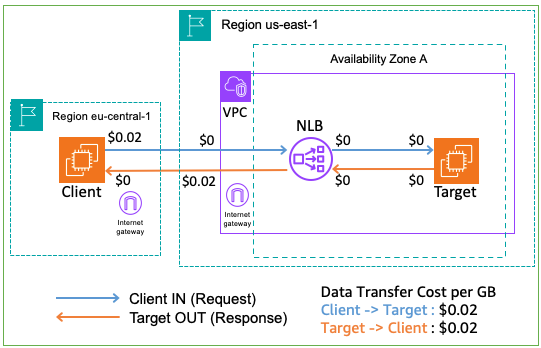 Region us-east-1
Availability Zone A
VPC
Region eu-central-1
NLB
$0.02
$0
$0
$0
Client
$0
$0.02
$0
$0
Target
Internet
gateway
Internet
gateway
Client IN (Request)
Target OUT (Response)
Data Transfer Cost per GB
Client -> Target : $0.02
Target -> Client : $0.02